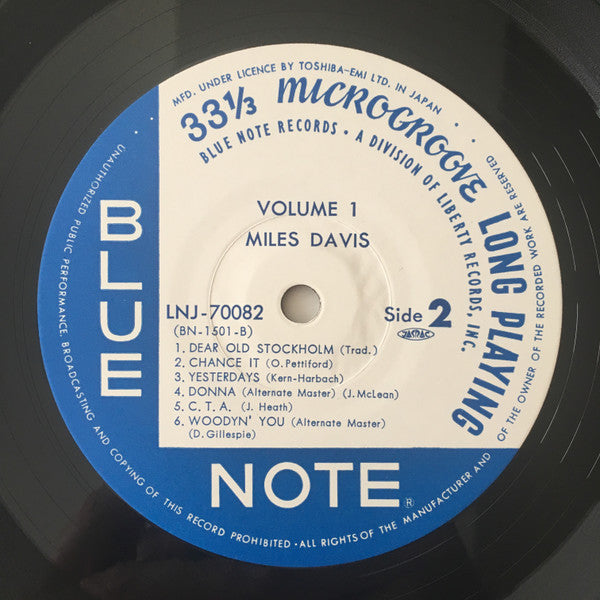 MFD. UNDER LICENCE BY TOSHIBA-EMI LTD. IN JAPAN
33⅓ MICROGROOVE LONG PLAYING
BLUE NOTE RECORDS • A DIVISION OF LIBERTY RECORDS, INC.
VOLUME 1
MILES DAVIS
LNJ-70082
(BN-1501-B)
Side 2
JASRAC
1. DEAR OLD STOCKHOLM (Trad.)
2. CHANCE IT (O. Pettiford)
3. YESTERDAYS (Kern-Harbach)
4. DONNA (Alternate Master) (J. McLean)
5. C. T. A. (J. Heath)
6. WOODYN' YOU (Alternate Master)
(D. Gillespie)
BLUE
NOTE®
UNAUTHORIZED PUBLIC PERFORMANCE, BROADCASTING AND COPYING OF THIS RECORD PROHIBITED • ALL RIGHTS OF THE MANUFACTURER AND OF THE OWNER OF THE RECORDED WORK ARE RESERVED